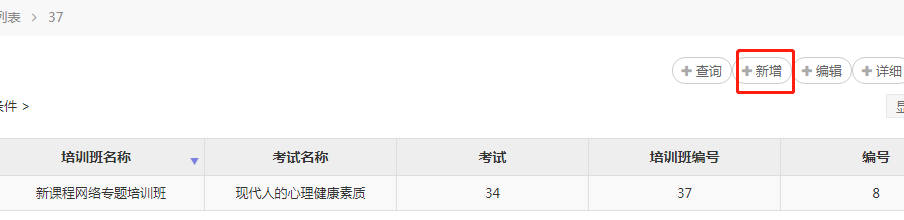 列表 > 37
+ 查询 + 新增 + 编辑 + 详细
条件 >
培训班名称 考试名称 考试 培训班编号 编号
新课程网络专题培训班 现代人的心理健康素质 34 37 8